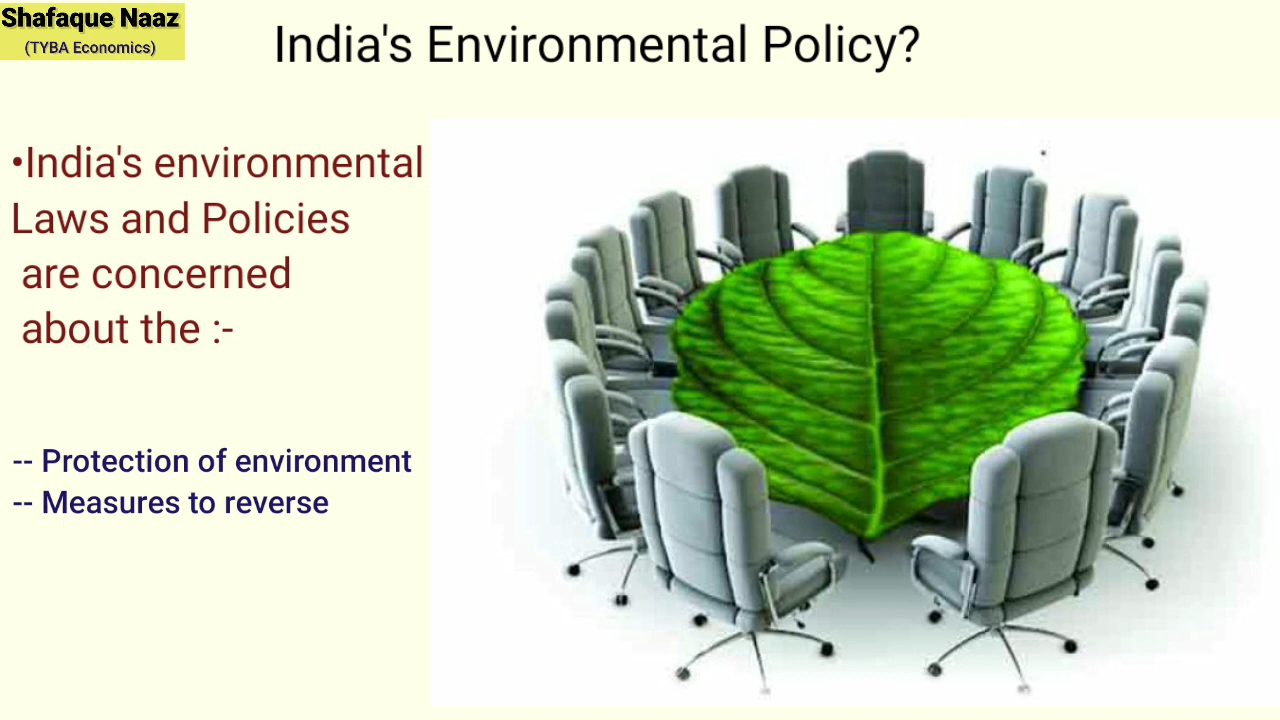 Shafaque Naaz
(TYBA Economics)
India's Environmental Policy?
•India's environmental
Laws and Policies
are concerned
about the :-
-- Protection of environment
-- Measures to reverse